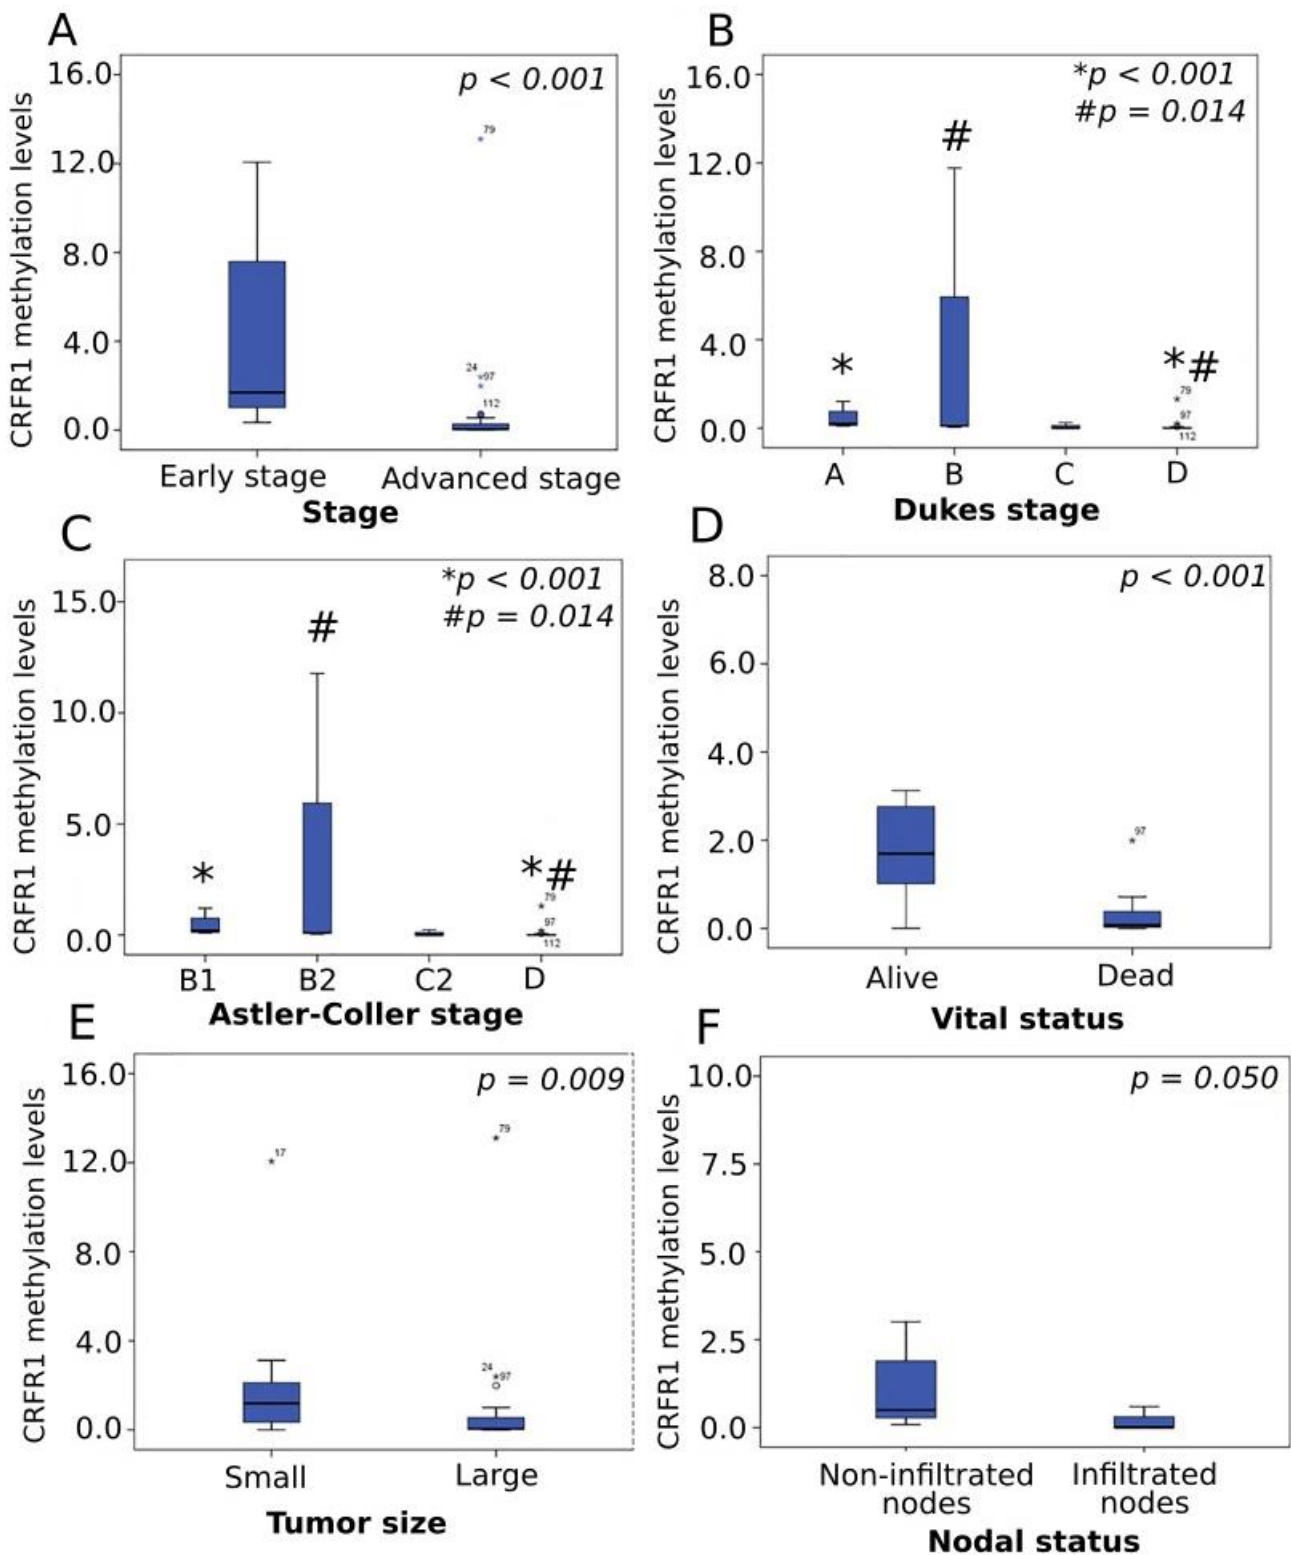 A
CRFR1 methylation levels
16.0
12.0
8.0
4.0
0.0
p < 0.001
79
24
97
112
Early stage
Advanced stage
Stage
B
CRFR1 methylation levels
16.0
12.0
8.0
4.0
0.0
*p < 0.001
#p = 0.014
*
#
*#
79
97
112
A
B
C
D
Dukes stage
C
CRFR1 methylation levels
15.0
10.0
5.0
0.0
*p < 0.001
#p = 0.014
*
#
*#
79
97
112
B1
B2
C2
D
Astler-Coller stage
D
CRFR1 methylation levels
8.0
6.0
4.0
2.0
0.0
p < 0.001
97
Alive
Dead
Vital status
E
CRFR1 methylation levels
16.0
12.0
8.0
4.0
0.0
p = 0.009
17
79
24
97
Small
Large
Tumor size
F
CRFR1 methylation levels
10.0
7.5
5.0
2.5
0.0
p = 0.050
Non-infiltrated
nodes
Infiltrated
nodes
Nodal status